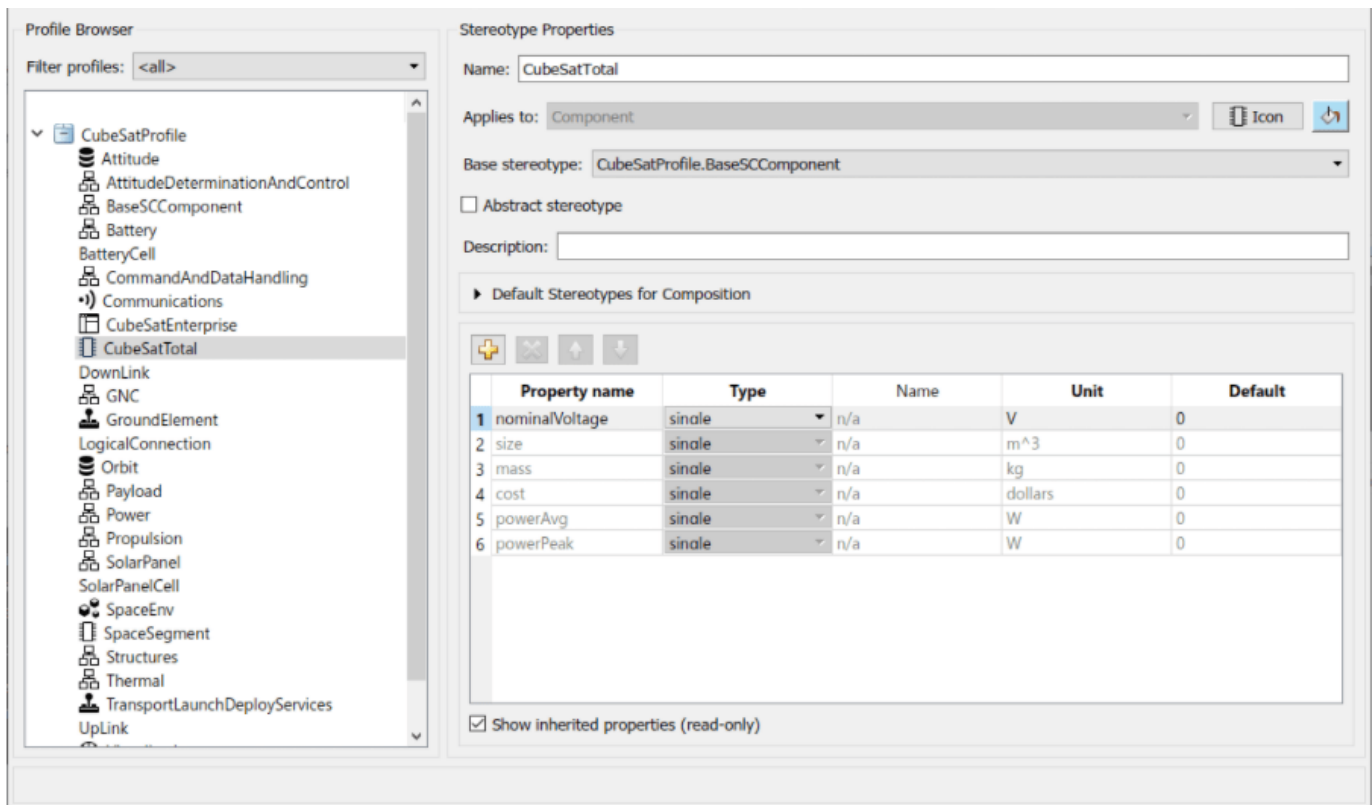 Profile Browser
Filter profiles: <all>
CubeSatProfile
Attitude
AttitudeDeterminationAndControl
BaseSCComponent
Battery
BatteryCell
CommandAndDataHandling
Communications
CubeSatEnterprise
CubeSatTotal
DownLink
GNC
GroundElement
LogicalConnection
Orbit
Payload
Power
Propulsion
SolarPanel
SolarPanelCell
SpaceEnv
SpaceSegment
Structures
Thermal
TransportLaunchDeployServices
UpLink
Stereotype Properties
Name: CubeSatTotal
Applies to: Component Icon
Base stereotype: CubeSatProfile.BaseSCComponent
Abstract stereotype
Description:
Default Stereotypes for Composition
Property name Type Name Unit Default
1 nominalVoltage single n/a V 0
2 size single n/a m^3 0
3 mass single n/a kg 0
4 cost single n/a dollars 0
5 powerAvg single n/a W 0
6 powerPeak single n/a W 0
Show inherited properties (read-only)